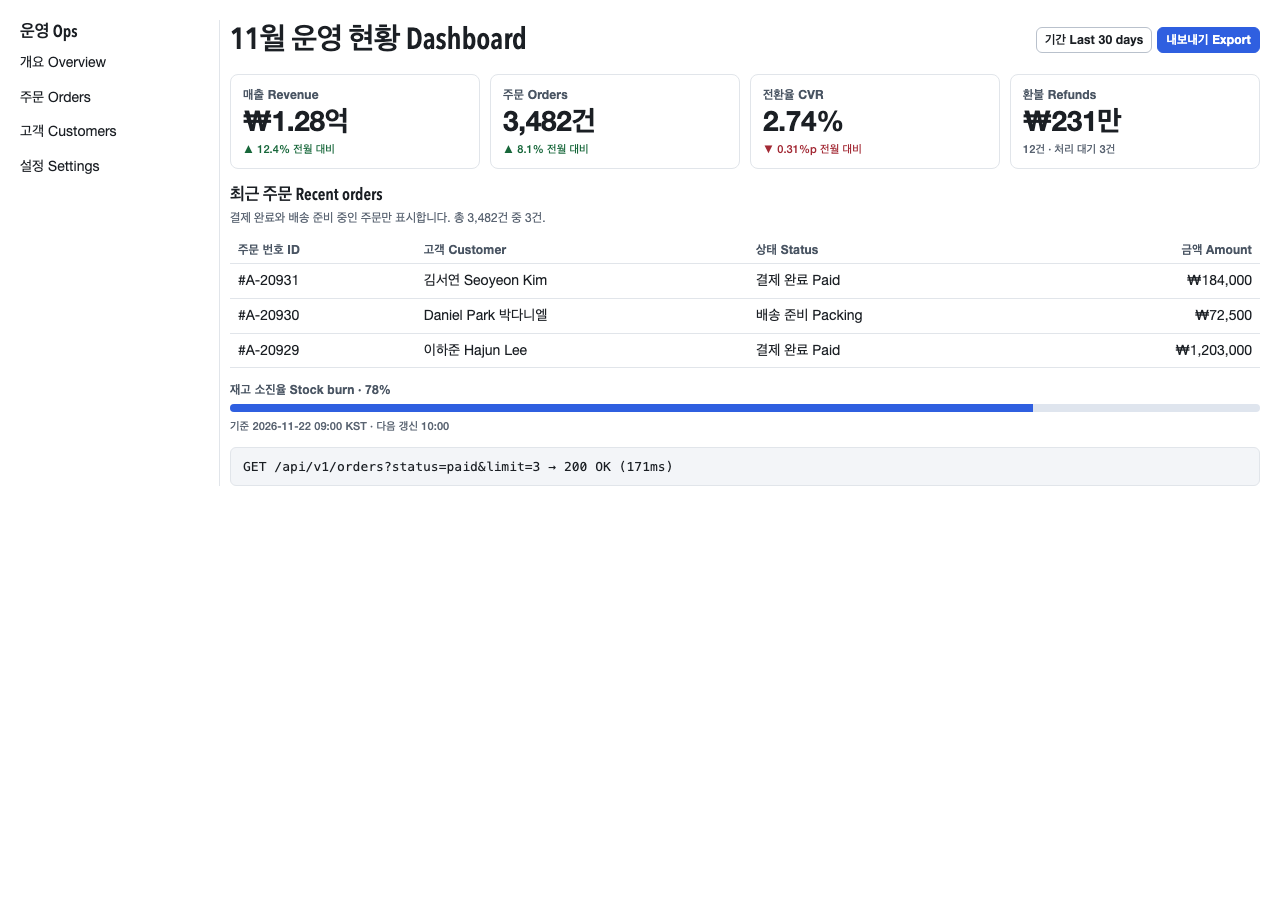 운영 Ops
개요 Overview
주문 Orders
고객 Customers
설정 Settings
11월 운영 현황 Dashboard
기간 Last 30 days
내보내기 Export
매출 Revenue
₩1.28억
▲ 12.4% 전월 대비
주문 Orders
3,482건
▲ 8.1% 전월 대비
전환율 CVR
2.74%
▼ 0.31%p 전월 대비
환불 Refunds
₩231만
12건 · 처리 대기 3건
최근 주문 Recent orders
결제 완료와 배송 준비 중인 주문만 표시합니다. 총 3,482건 중 3건.
주문 번호 ID 고객 Customer 상태 Status 금액 Amount
#A-20931 김서연 Seoyeon Kim 결제 완료 Paid ₩184,000
#A-20930 Daniel Park 박다니엘 배송 준비 Packing ₩72,500
#A-20929 이하준 Hajun Lee 결제 완료 Paid ₩1,203,000
재고 소진율 Stock burn · 78%
기준 2026-11-22 09:00 KST · 다음 갱신 10:00
GET /api/v1/orders?status=paid&limit=3 → 200 OK (171ms)